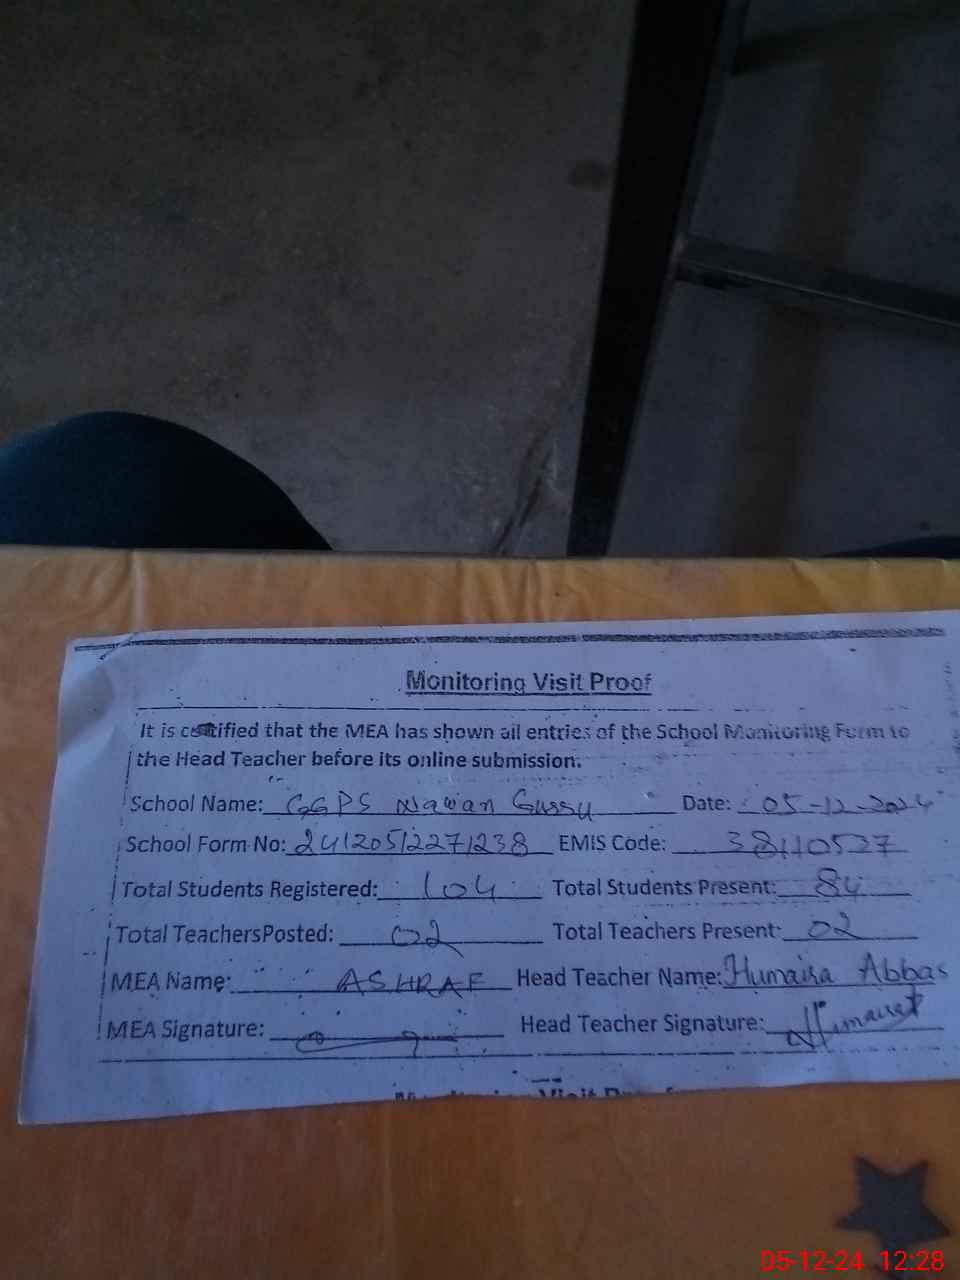 Monitoring Visit Proof
It is certified that the MEA has shown all entries of the School Monitoring Form to
the Head Teacher before its online submission.
School Name: GGPS Nawan Gussu Date: 05-12-2024
School Form No: 24120512271238 EMIS Code: 38110527
Total Students Registered: 104 Total Students Present: 84
Total TeachersPosted: 02 Total Teachers Present: 02
MEA Name: ASHRAF Head Teacher Name: Humaira Abbas
MEA Signature: Head Teacher Signature:
Visit
05-12-24 12:28